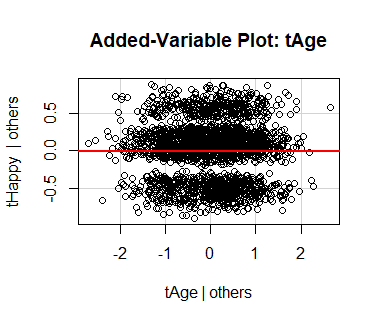 Added-Variable Plot: tAge
tHappy | others
0.5
0.0
-0.5
-2 -1 0 1 2
tAge | others